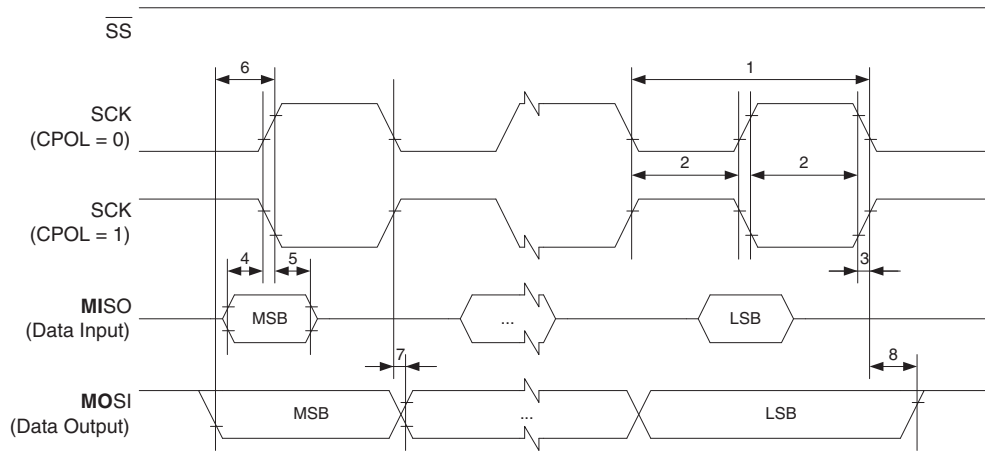 SS
6
1
SCK
(CPOL = 0)
2
2
SCK
(CPOL = 1)
4
5
3
MISO
(Data Input)
MSB
...
LSB
7
8
MOSI
(Data Output)
MSB
...
LSB